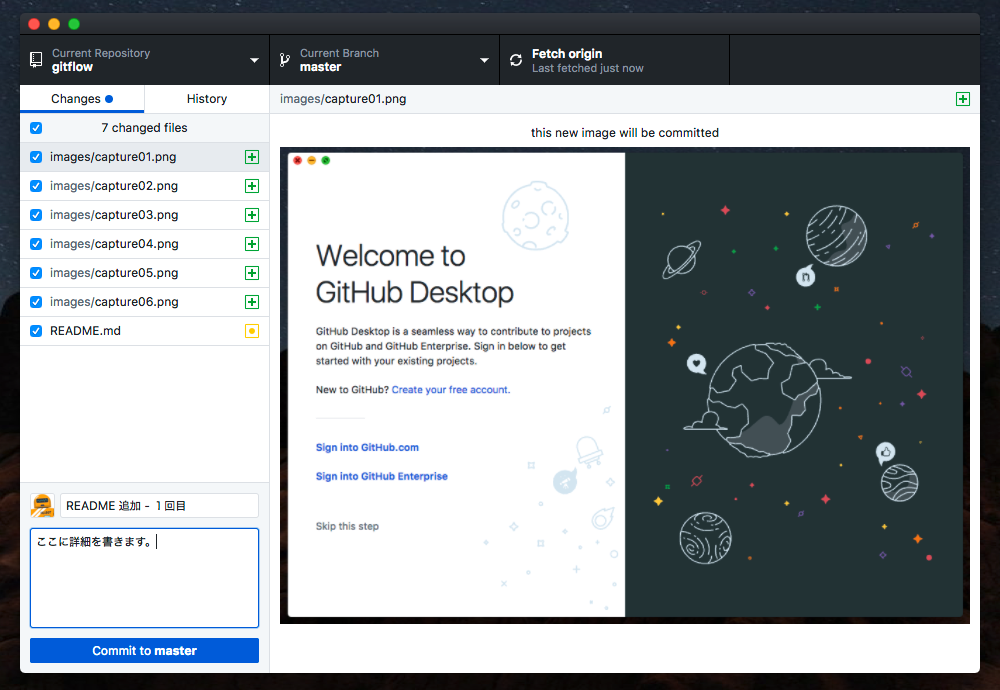 Current Repository
gitflow
Current Branch
master
Fetch origin
Last fetched just now
Changes
History
images/capture01.png
7 changed files
images/capture01.png
images/capture02.png
images/capture03.png
images/capture04.png
images/capture05.png
images/capture06.png
README.md
README 追加 - 1 回目
ここに詳細を書きます。
Commit to master
this new image will be committed
Welcome to
GitHub Desktop
GitHub Desktop is a seamless way to contribute to projects
on GitHub and GitHub Enterprise. Sign in below to get
started with your existing projects.
New to GitHub? Create your free account.
Sign into GitHub.com
Sign into GitHub Enterprise
Skip this step